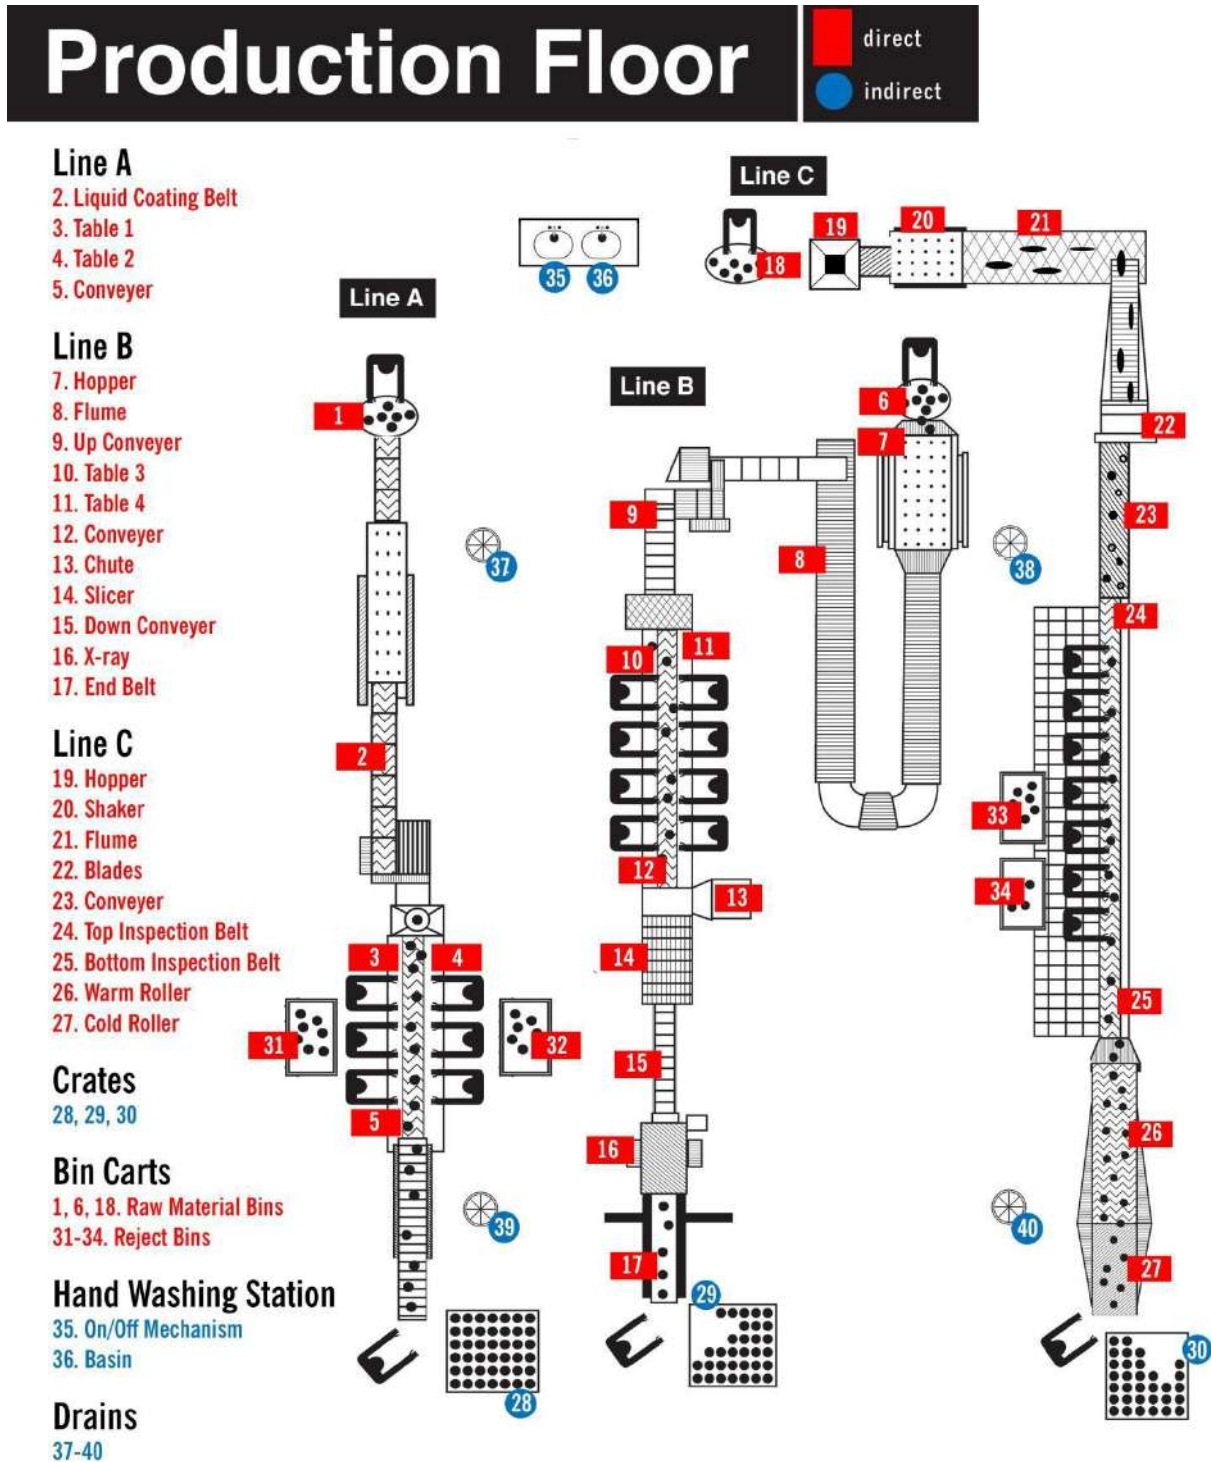 Production Floor
direct
indirect
Line A
2. Liquid Coating Belt
3. Table 1
4. Table 2
5. Conveyer
Line B
7. Hopper
8. Flume
9. Up Conveyer
10. Table 3
11. Table 4
12. Conveyer
13. Chute
14. Slicer
15. Down Conveyer
16. X-ray
17. End Belt
Line C
19. Hopper
20. Shaker
21. Flume
22. Blades
23. Conveyer
24. Top Inspection Belt
25. Bottom Inspection Belt
26. Warm Roller
27. Cold Roller
Crates
28, 29, 30
Bin Carts
1, 6, 18. Raw Material Bins
31-34. Reject Bins
Hand Washing Station
35. On/Off Mechanism
36. Basin
Drains
37-40
Line A
1
2
3
4
5
31
32
37
39
28
35
36
Line B
6
7
8
9
10
11
12
13
14
15
16
17
29
38
40
Line C
18
19
20
21
22
23
24
33
34
25
26
27
30